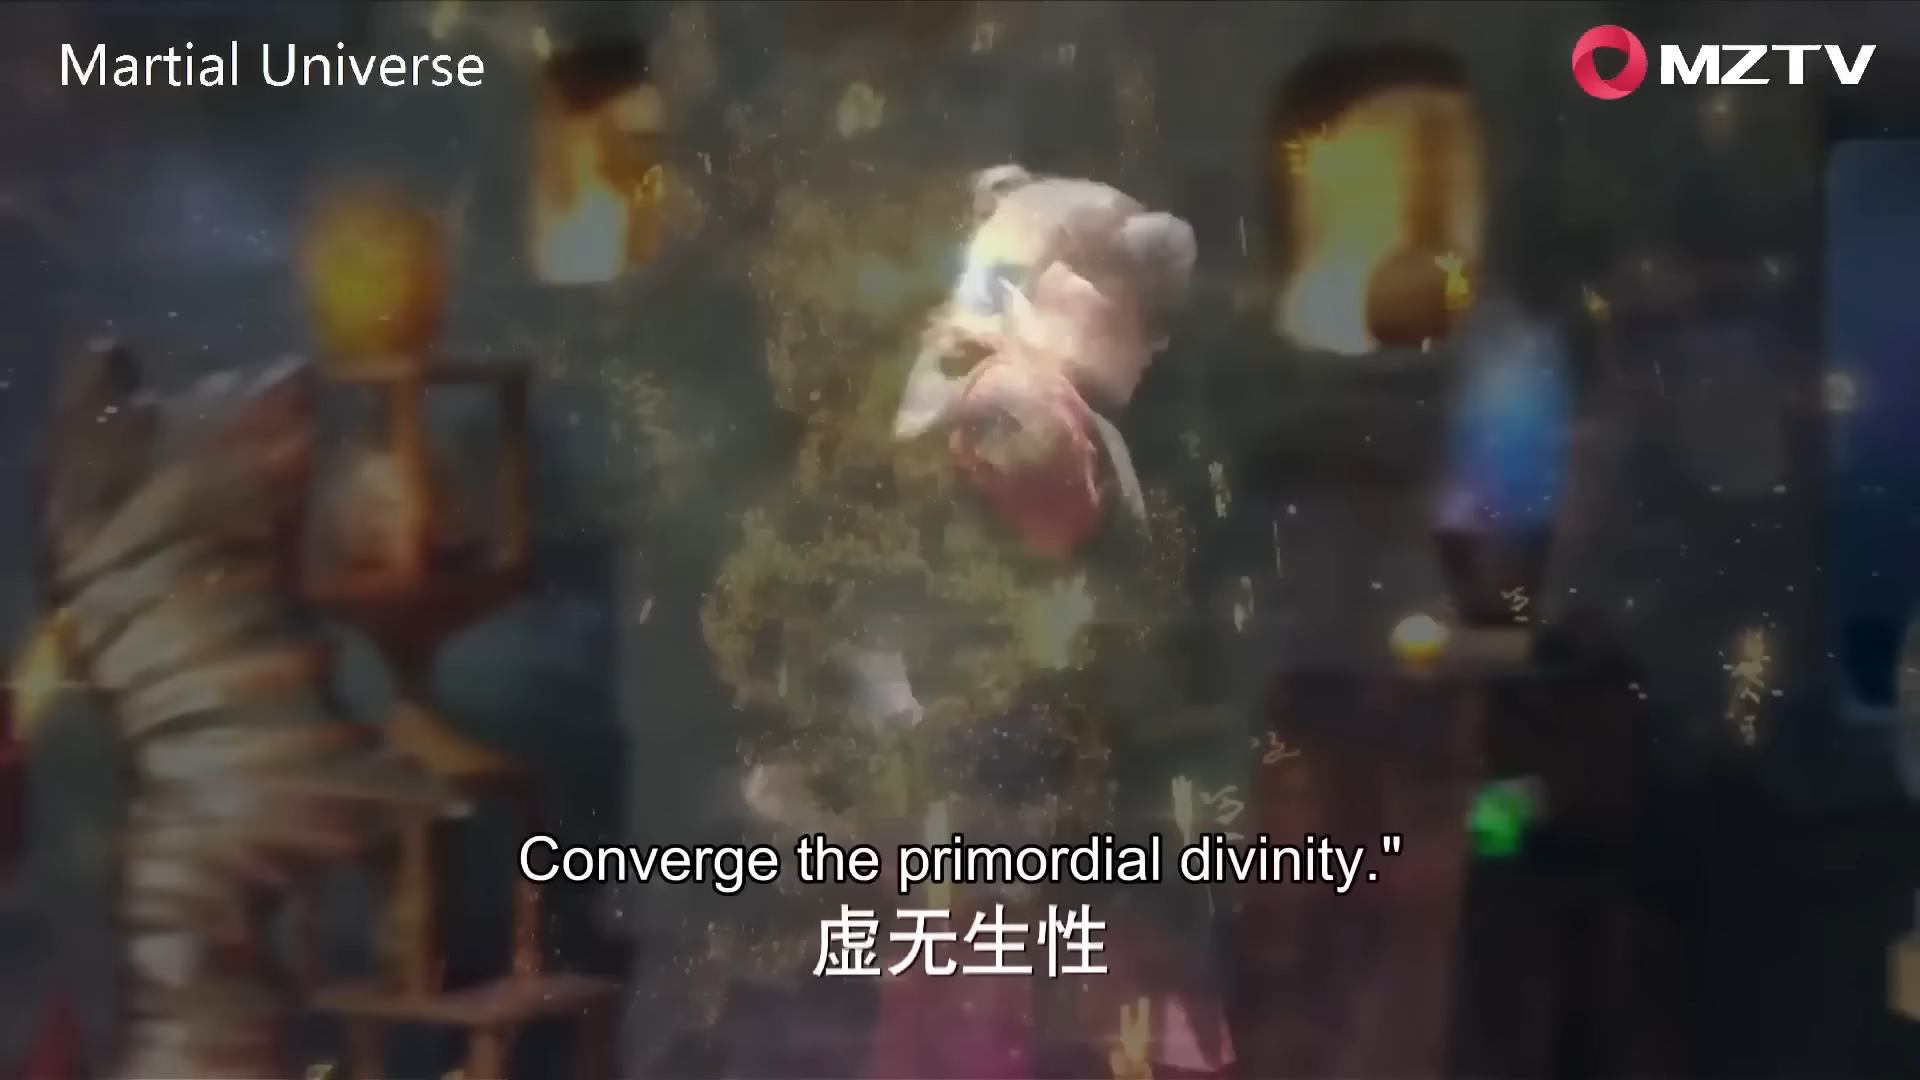 Martial Universe
MZTV
Converge the primordial divinity."
虚无生性